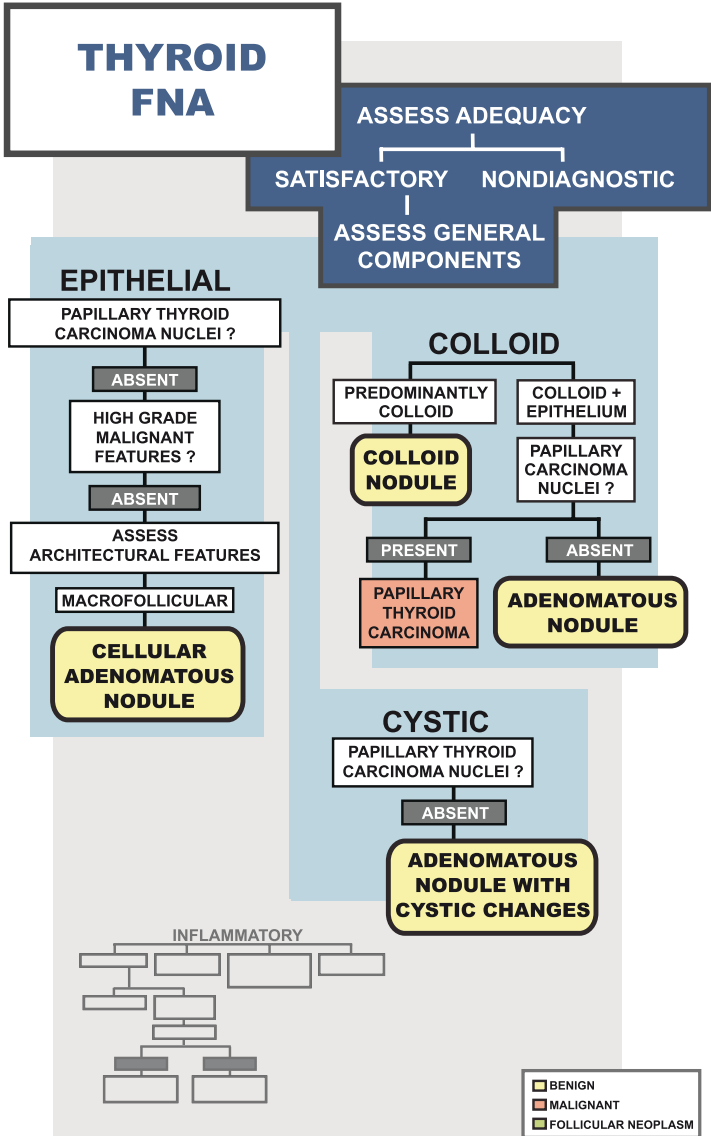 THYROID
FNA
ASSESS ADEQUACY
SATISFACTORY
NONDIAGNOSTIC
ASSESS GENERAL
COMPONENTS
EPITHELIAL
PAPILLARY THYROID
CARCINOMA NUCLEI ?
ABSENT
HIGH GRADE
MALIGNANT
FEATURES ?
ABSENT
ASSESS
ARCHITECTURAL FEATURES
MACROFOLLICULAR
CELLULAR
ADENOMATOUS
NODULE
COLLOID
PREDOMINANTLY
COLLOID
COLLOID
NODULE
COLLOID +
EPITHELIUM
PAPILLARY
CARCINOMA
NUCLEI ?
PRESENT
PAPILLARY
THYROID
CARCINOMA
ABSENT
ADENOMATOUS
NODULE
CYSTIC
PAPILLARY THYROID
CARCINOMA NUCLEI ?
ABSENT
ADENOMATOUS
NODULE WITH
CYSTIC CHANGES
INFLAMMATORY
BENIGN
MALIGNANT
FOLLICULAR NEOPLASM